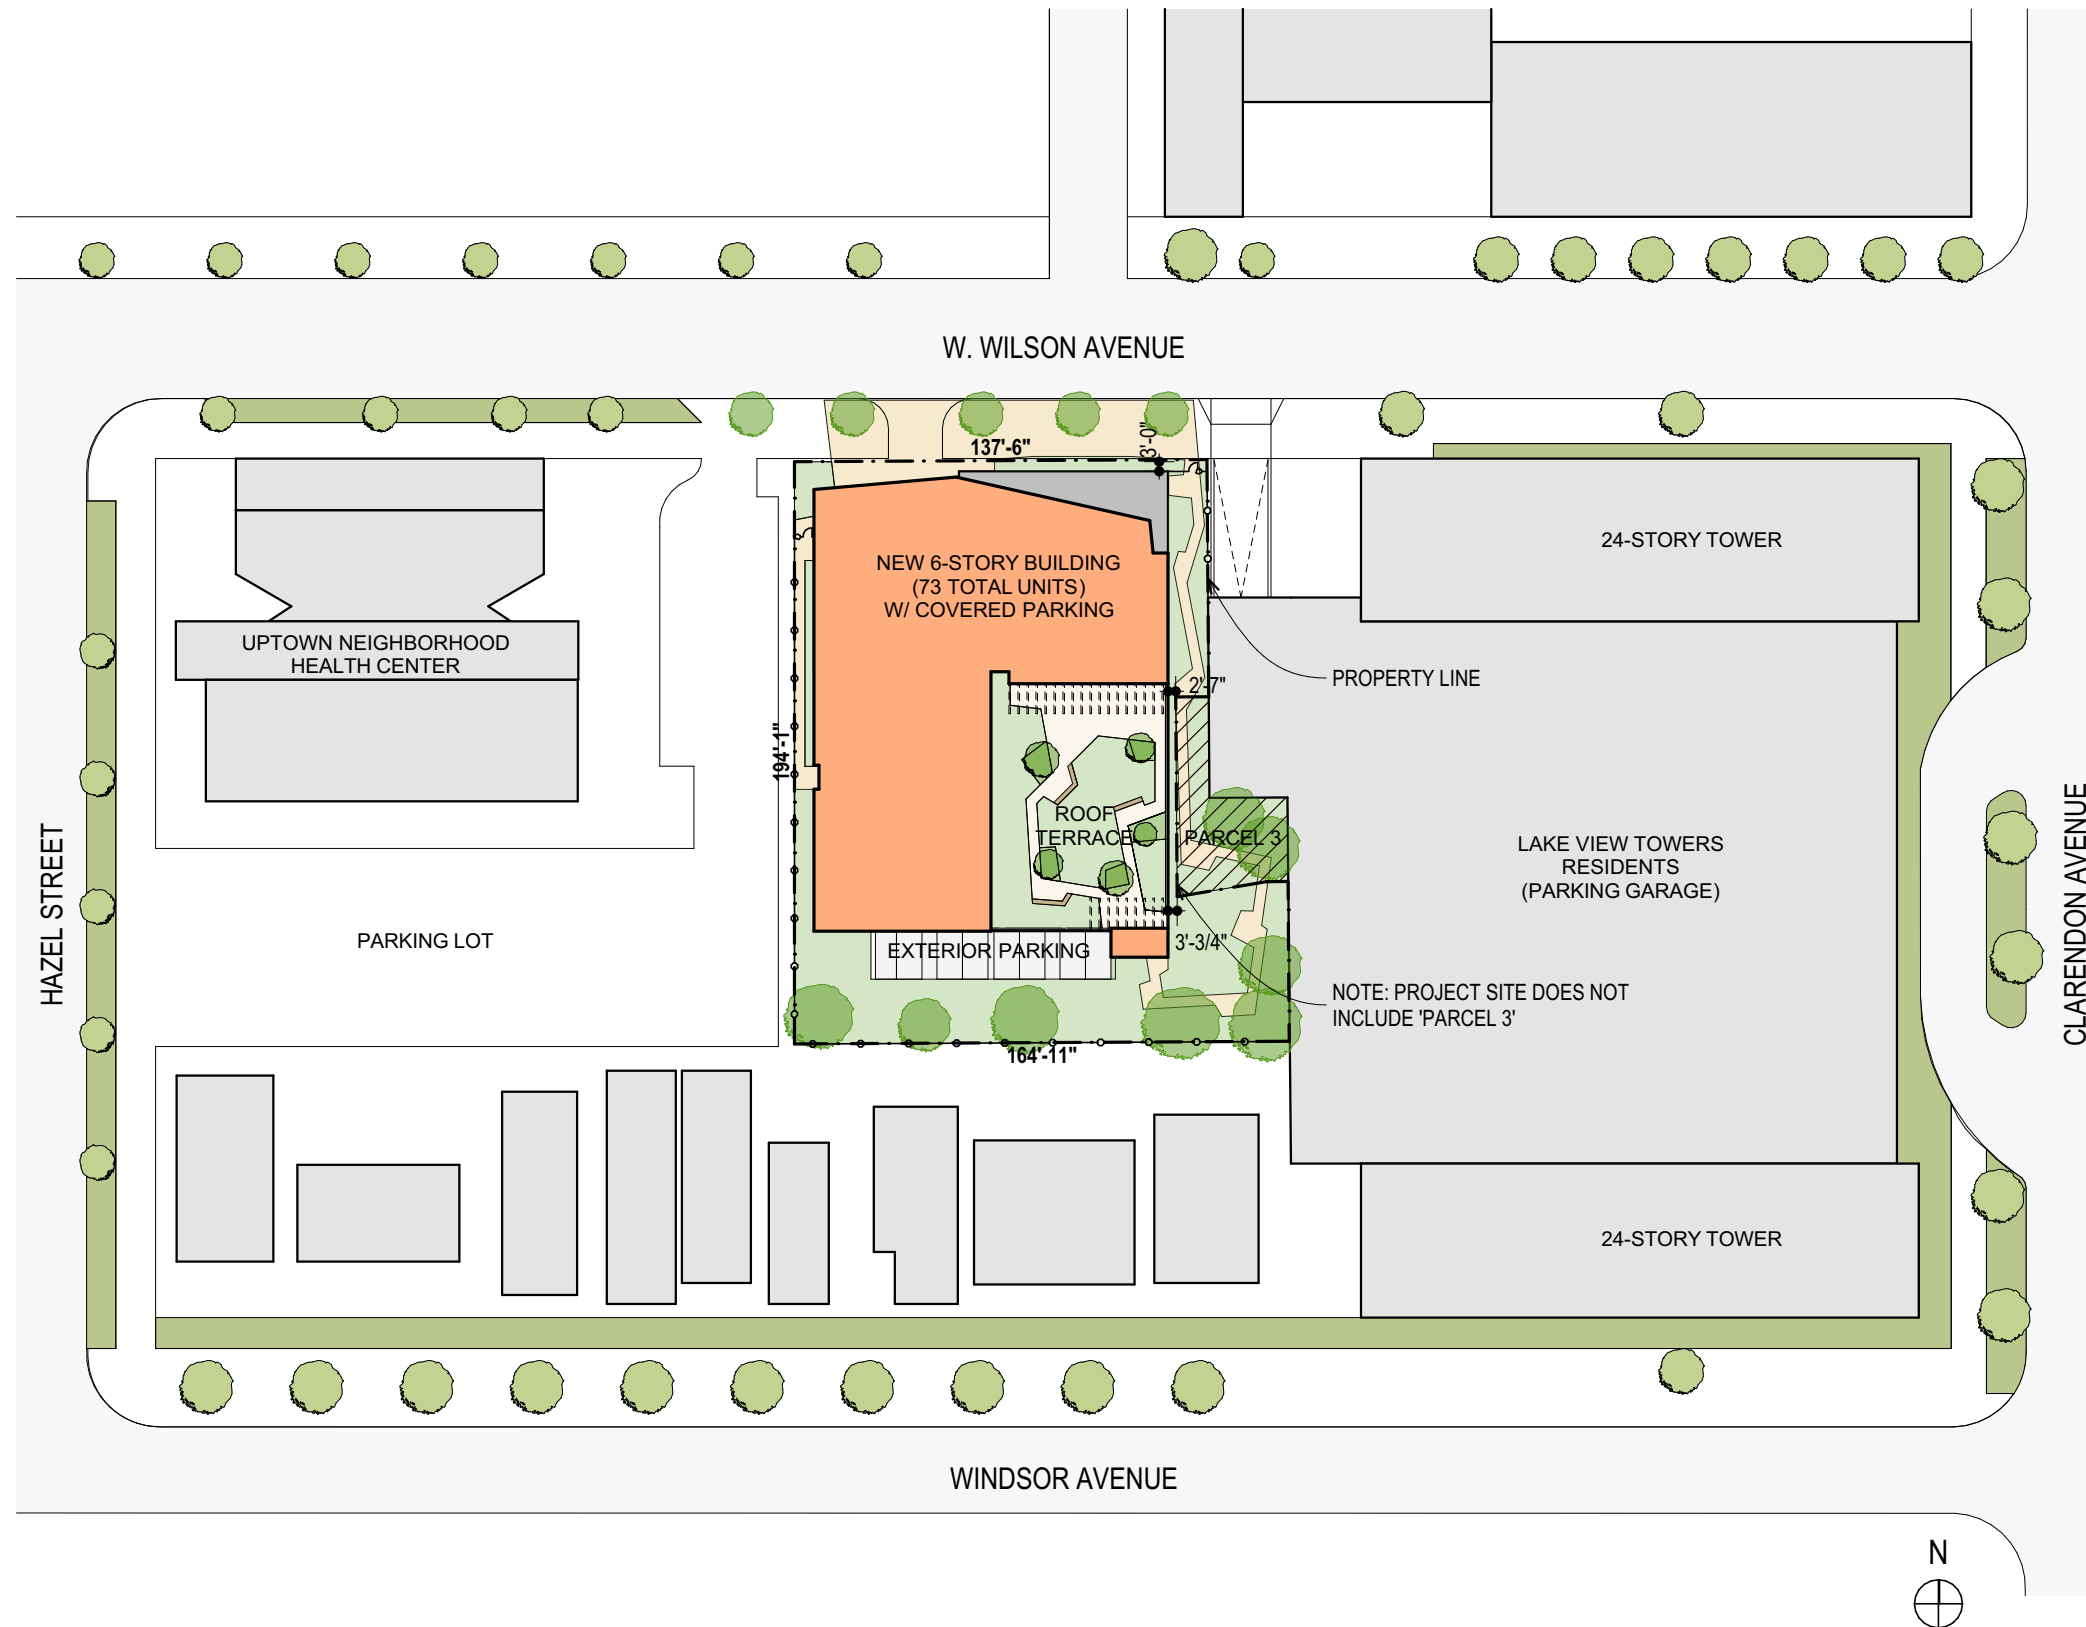 W. WILSON AVENUE
137'-6"
3'-0"
NEW 6-STORY BUILDING
(73 TOTAL UNITS)
W/ COVERED PARKING
24-STORY TOWER
UPTOWN NEIGHBORHOOD
HEALTH CENTER
PROPERTY LINE
2'-7"
194'-1"
ROOF
TERRACE
PARCEL 3
LAKE VIEW TOWERS
RESIDENTS
(PARKING GARAGE)
HAZEL STREET
CLARENDON AVENUE
PARKING LOT
EXTERIOR PARKING
3'-3/4"
NOTE: PROJECT SITE DOES NOT
INCLUDE 'PARCEL 3'
164'-11"
24-STORY TOWER
WINDSOR AVENUE
N